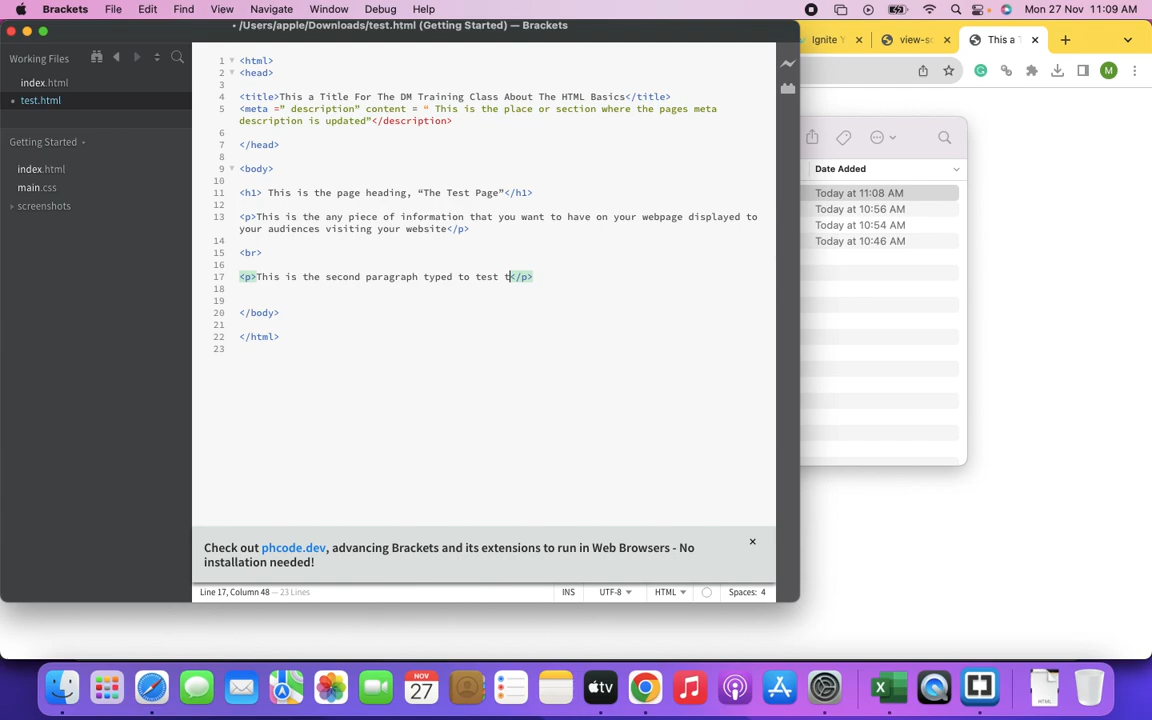 Brackets File Edit Find View Navigate Window Debug Help Mon 27 Nov 11:09 AM
• /Users/apple/Downloads/test.html (Getting Started) — Brackets
Ignite Y
view-so
This a T
M
Working Files
index.html
• test.html
Getting Started
index.html
main.css
screenshots
1 <html>
2 <head>
3
4 <title>This a Title For The DM Training Class About The HTML Basics</title>
5 <meta =” description” content = “ This is the place or section where the pages meta
description is updated”</description>
6
7 </head>
8
9 <body>
10
11 <h1> This is the page heading, “The Test Page”</h1>
12
13 <p>This is the any piece of information that you want to have on your webpage displayed to
your audiences visiting your website</p>
14
15 <br>
16
17 <p>This is the second paragraph typed to test t</p>
18
19
20 </body>
21
22 </html>
23
Date Added
Today at 11:08 AM
Today at 10:56 AM
Today at 10:54 AM
Today at 10:46 AM
Check out phcode.dev, advancing Brackets and its extensions to run in Web Browsers - No
installation needed!
Line 17, Column 48 — 23 Lines INS UTF-8 HTML Spaces: 4
NOV
27
tv
HTML